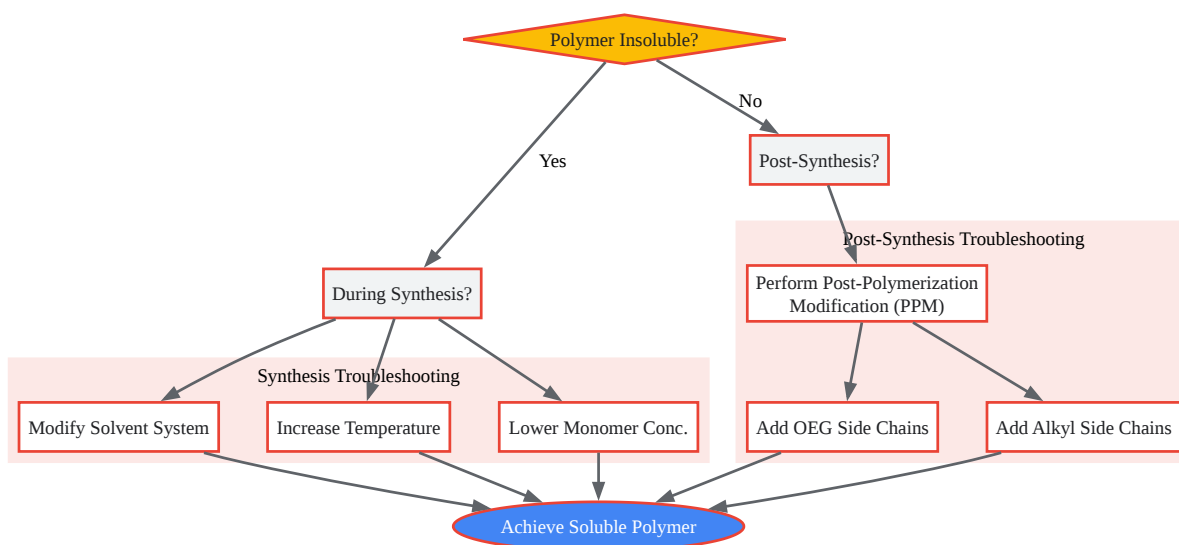 Polymer Insoluble?
No
Post-Synthesis?
Yes
Post-Synthesis Troubleshooting
Perform Post-Polymerization
Modification (PPM)
During Synthesis?
Synthesis Troubleshooting
Modify Solvent System
Increase Temperature
Lower Monomer Conc.
Add OEG Side Chains
Add Alkyl Side Chains
Achieve Soluble Polymer